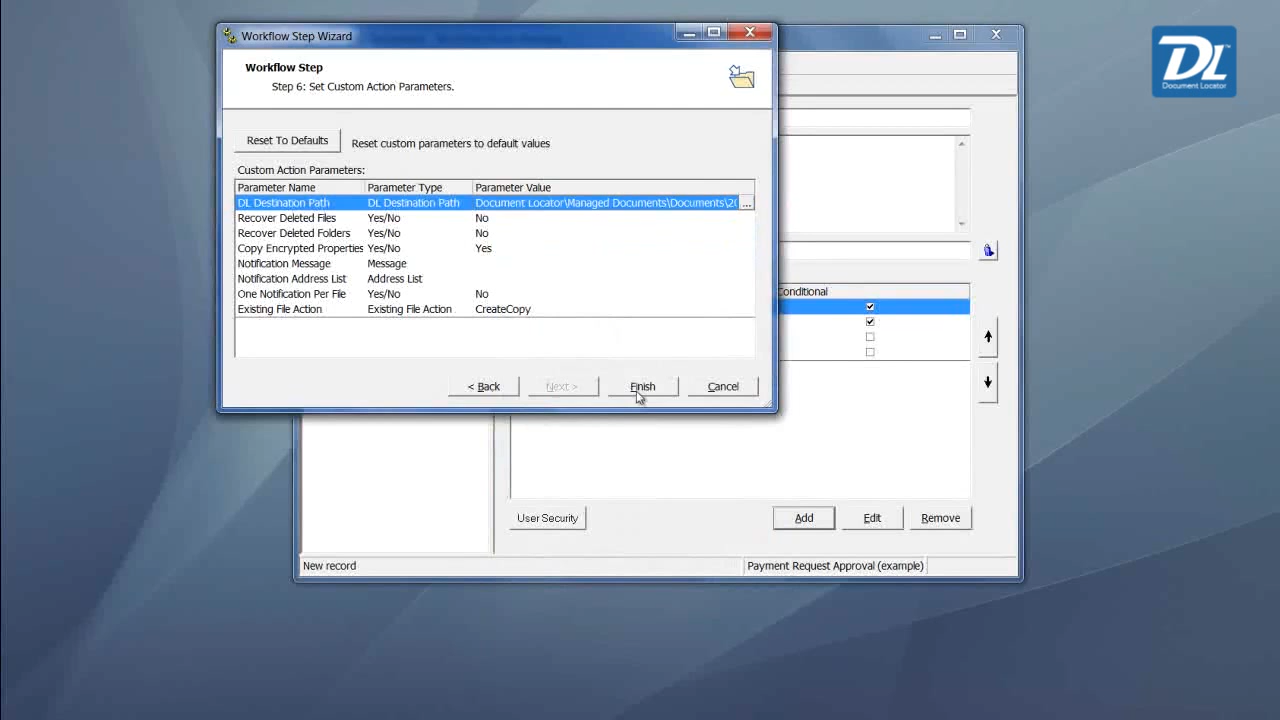 Workflow Step Wizard
Workflow Step
Step 6: Set Custom Action Parameters.
Reset To Defaults Reset custom parameters to default values
Custom Action Parameters:
Parameter Name Parameter Type Parameter Value
DL Destination Path DL Destination Path Document Locator\Managed Documents\Documents\20 ...
Recover Deleted Files Yes/No No
Recover Deleted Folders Yes/No No
Copy Encrypted Properties Yes/No Yes
Notification Message Message
Notification Address List Address List
One Notification Per File Yes/No No
Existing File Action Existing File Action CreateCopy
< Back Next > Finish Cancel
Conditional
User Security Add Edit Remove
New record Payment Request Approval (example)
DL™
Document Locator